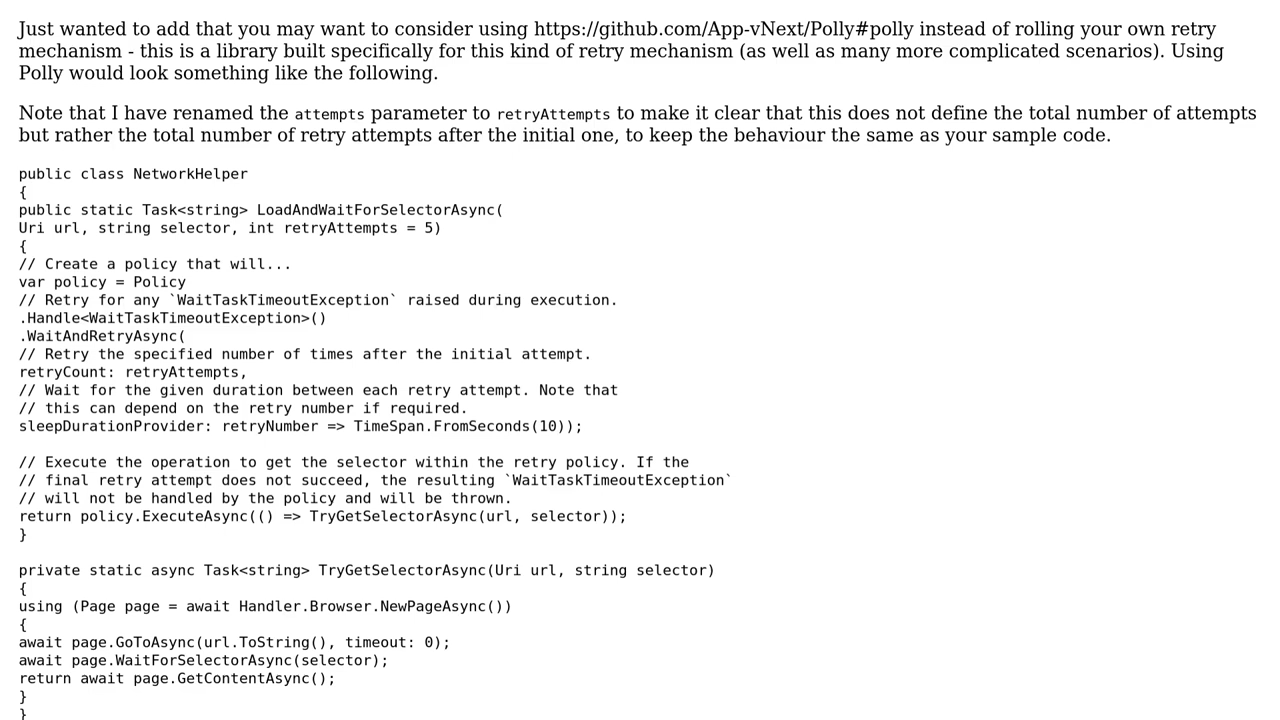 Just wanted to add that you may want to consider using https://github.com/App-vNext/Polly#polly instead of rolling your own retry
mechanism - this is a library built specifically for this kind of retry mechanism (as well as many more complicated scenarios). Using
Polly would look something like the following.
Note that I have renamed the attempts parameter to retryAttempts to make it clear that this does not define the total number of attempts
but rather the total number of retry attempts after the initial one, to keep the behaviour the same as your sample code.
public class NetworkHelper
{
public static Task<string> LoadAndWaitForSelectorAsync(
Uri url, string selector, int retryAttempts = 5)
{
// Create a policy that will...
var policy = Policy
// Retry for any `WaitTaskTimeoutException` raised during execution.
.Handle<WaitTaskTimeoutException>()
.WaitAndRetryAsync(
// Retry the specified number of times after the initial attempt.
retryCount: retryAttempts,
// Wait for the given duration between each retry attempt. Note that
// this can depend on the retry number if required.
sleepDurationProvider: retryNumber => TimeSpan.FromSeconds(10));
// Execute the operation to get the selector within the retry policy. If the
// final retry attempt does not succeed, the resulting `WaitTaskTimeoutException`
// will not be handled by the policy and will be thrown.
return policy.ExecuteAsync(() => TryGetSelectorAsync(url, selector));
}
private static async Task<string> TryGetSelectorAsync(Uri url, string selector)
{
using (Page page = await Handler.Browser.NewPageAsync())
{
await page.GoToAsync(url.ToString(), timeout: 0);
await page.WaitForSelectorAsync(selector);
return await page.GetContentAsync();
}
}